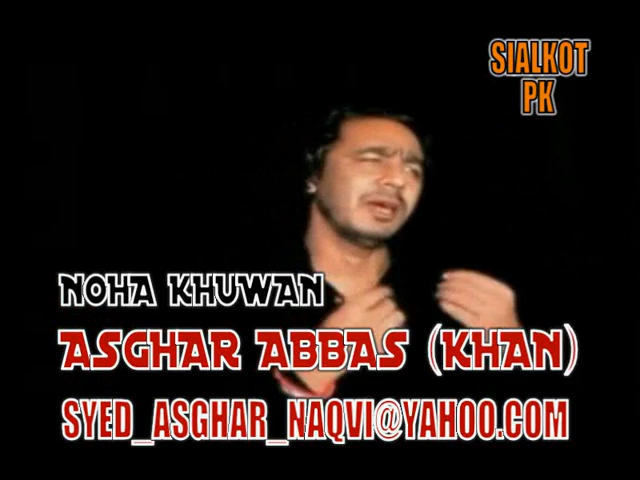 SIALKOT
PK
NOHA KHUWAN
ASGHAR ABBAS (KHAN)
SYED_ASGHAR_NAQVI@YAHOO.COM